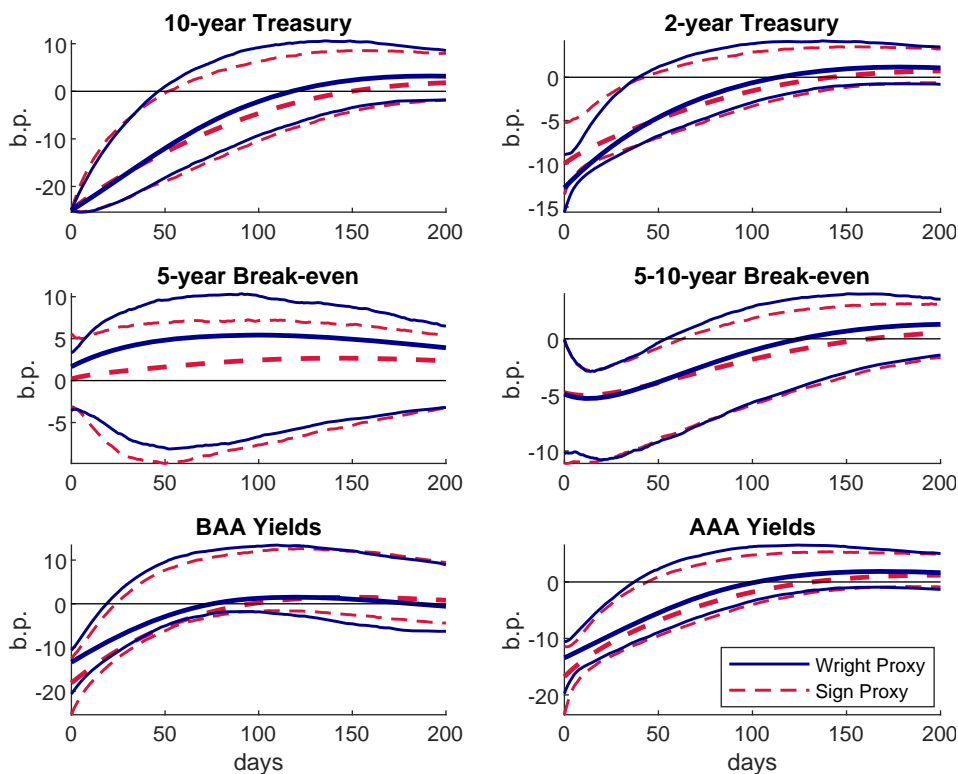 10-year Treasury
b.p.
10
0
-10
-20
0 50 100 150 200
2-year Treasury
b.p.
0
-5
-10
-15
0 50 100 150 200
5-year Break-even
b.p.
10
5
0
-5
0 50 100 150 200
5-10-year Break-even
b.p.
0
-5
-10
0 50 100 150 200
BAA Yields
b.p.
10
0
-10
-20
0 50 100 150 200
days
AAA Yields
b.p.
0
-10
-20
Wright Proxy
Sign Proxy
0 50 100 150 200
days